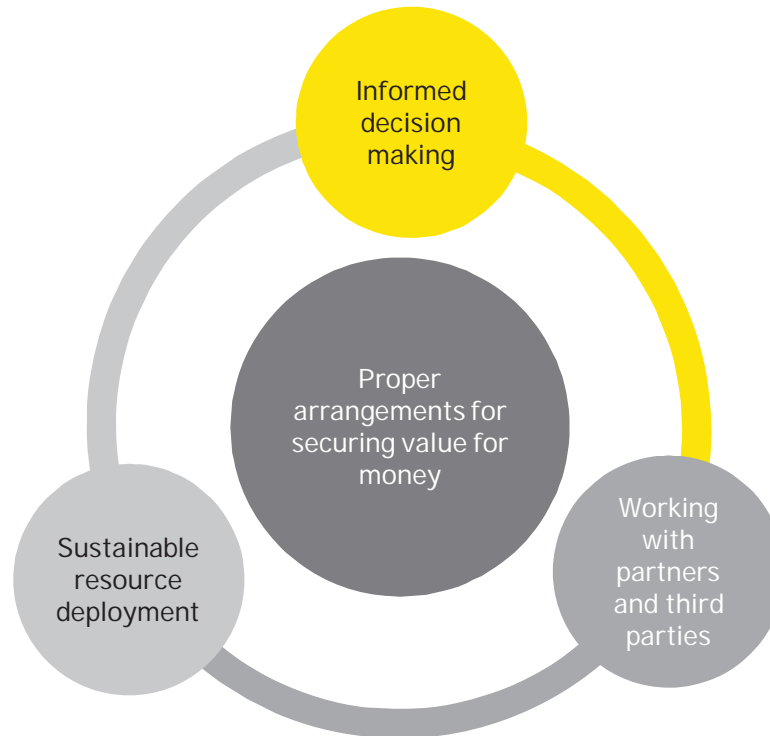 Informed
decision
making
Proper
arrangements for
securing value for
money
Sustainable
resource
deployment
Working
with
partners
and third
parties